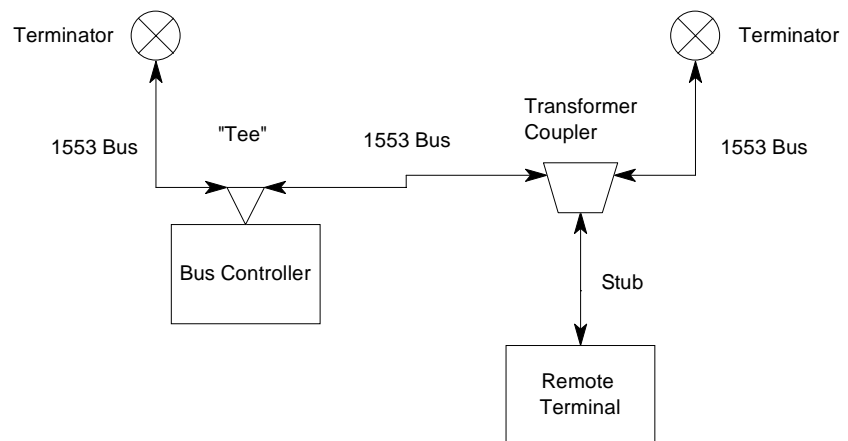 Terminator
Terminator
Transformer
Coupler
"Tee"
1553 Bus
1553 Bus
1553 Bus
Bus Controller
Stub
Remote
Terminal